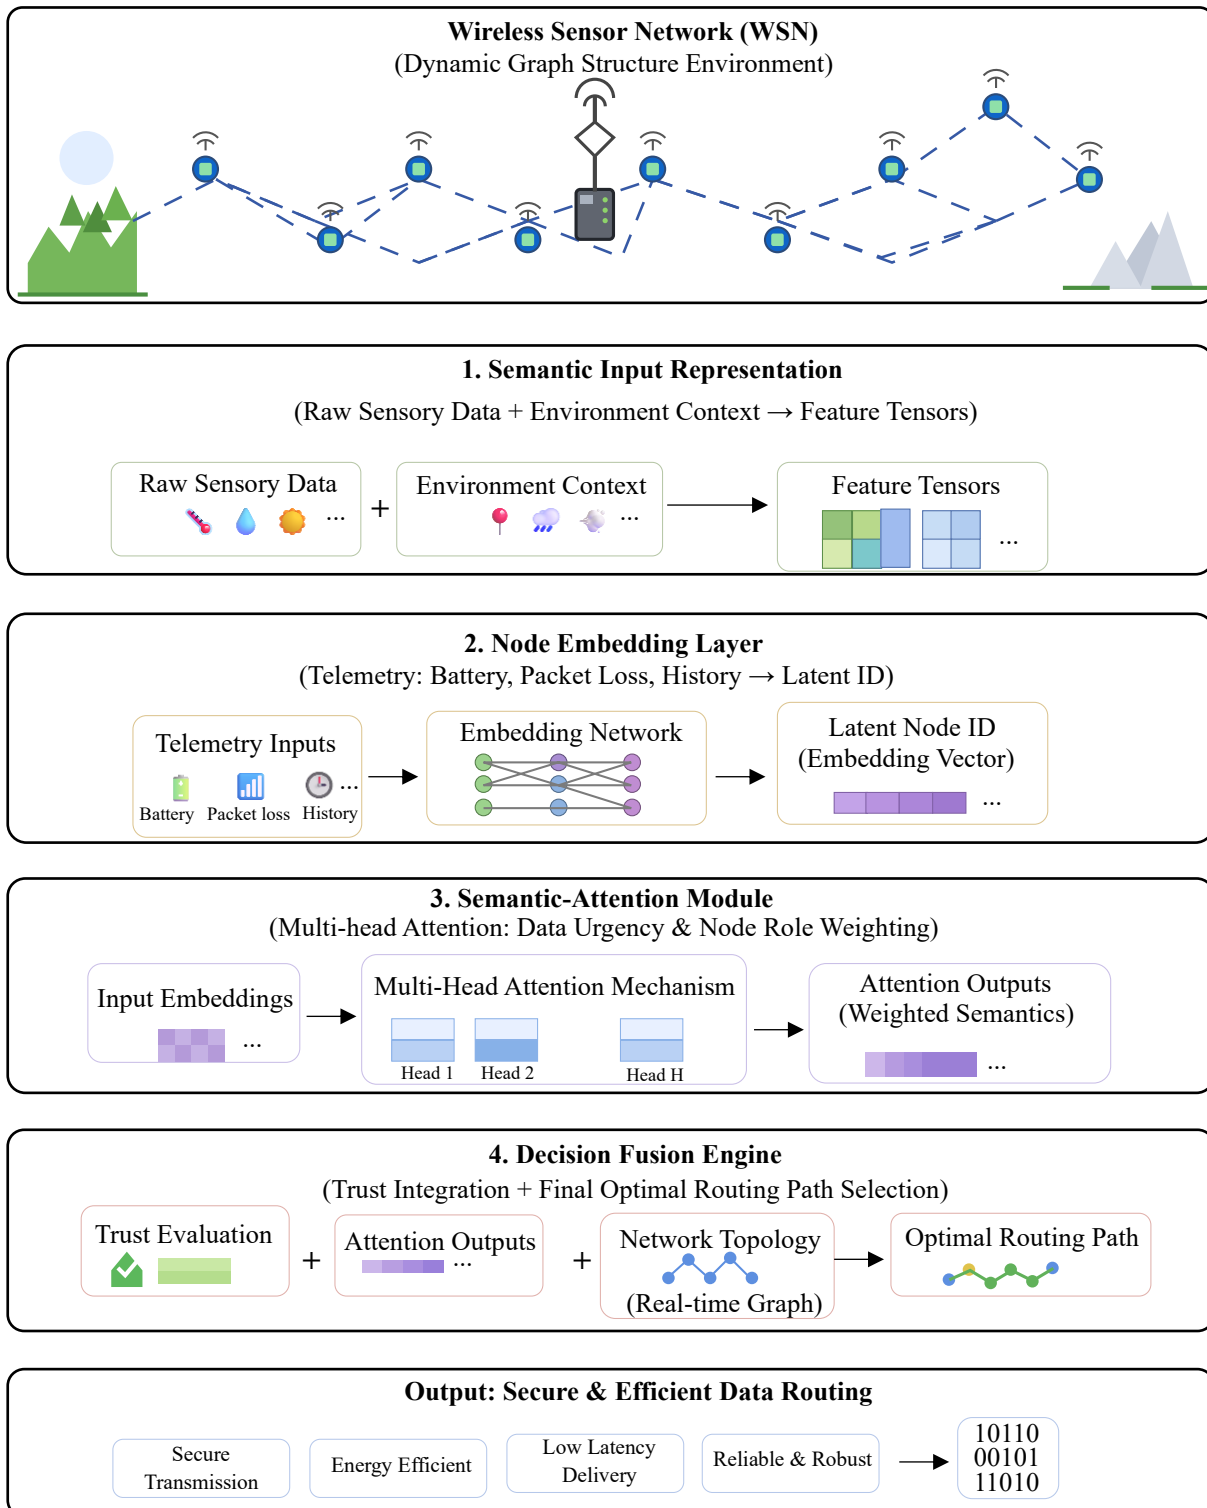 Wireless Sensor Network (WSN)
(Dynamic Graph Structure Environment)
1. Semantic Input Representation
(Raw Sensory Data + Environment Context → Feature Tensors)
Raw Sensory Data
...
+
Environment Context
...
Feature Tensors
...
2. Node Embedding Layer
(Telemetry: Battery, Packet Loss, History → Latent ID)
Telemetry Inputs
...
Battery Packet loss History
Embedding Network
Latent Node ID
(Embedding Vector)
...
3. Semantic-Attention Module
(Multi-head Attention: Data Urgency & Node Role Weighting)
Input Embeddings
...
Multi-Head Attention Mechanism
Head 1 Head 2 Head H
Attention Outputs
(Weighted Semantics)
...
4. Decision Fusion Engine
(Trust Integration + Final Optimal Routing Path Selection)
Trust Evaluation
+
Attention Outputs
...
+
Network Topology
(Real-time Graph)
Optimal Routing Path
Output: Secure & Efficient Data Routing
Secure
Transmission
Energy Efficient
Low Latency
Delivery
Reliable & Robust
10110
00101
11010